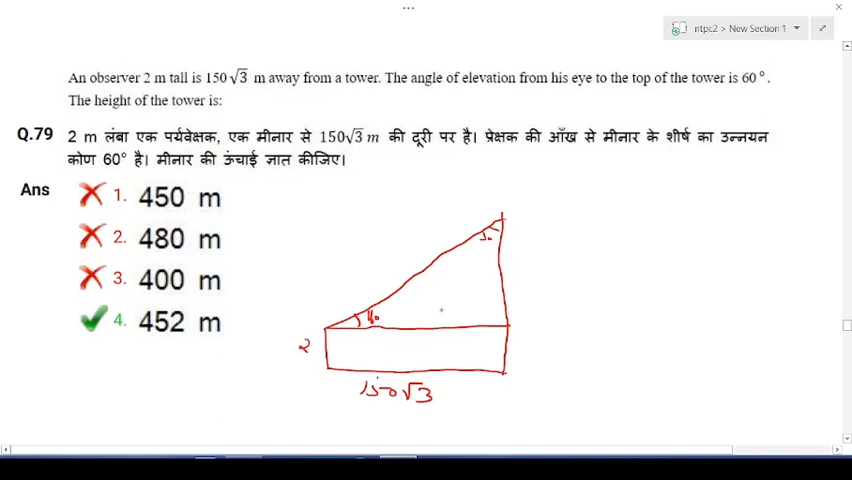 ntpc2 > New Section 1
An observer 2 m tall is 150√3 m away from a tower. The angle of elevation from his eye to the top of the tower is 60°.
The height of the tower is:
Q.79 2 m लंबा एक पर्यवेक्षक, एक मीनार से 150√3 m की दूरी पर है। प्रेक्षक की आँख से मीनार के शीर्ष का उन्नयन
कोण 60° है। मीनार की ऊंचाई ज्ञात कीजिए।
Ans
1. 450 m
2. 480 m
3. 400 m
4. 452 m
30
60
2
150√3